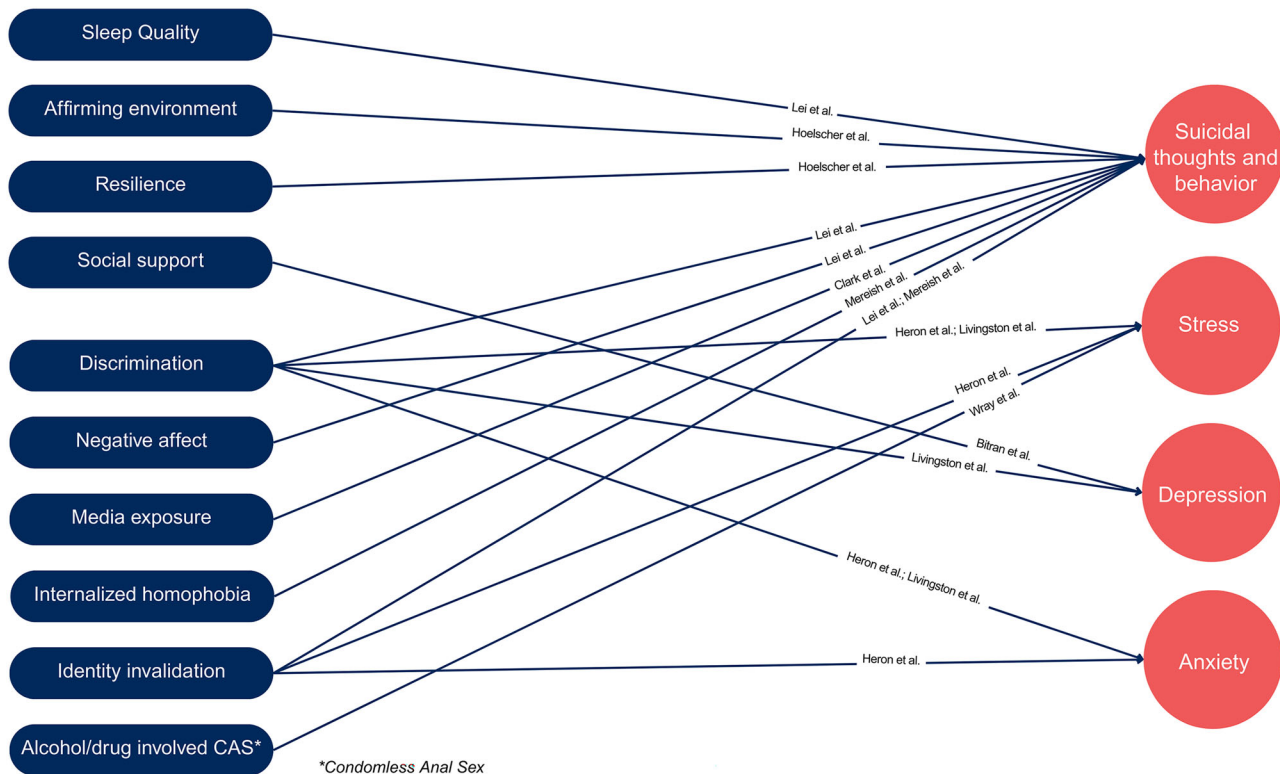 Sleep Quality
Affirming environment
Resilience
Social support
Discrimination
Negative affect
Media exposure
Internalized homophobia
Identity invalidation
Alcohol/drug involved CAS*
Lei et al.
Hoelscher et al.
Hoelscher et al.
Lei et al.
Lei et al.
Clark et al.
Mereish et al.
Lei et al.; Mereish et al.
Heron et al.; Livingston et al.
Heron et al.
Wray et al.
Bitran et al.
Livingston et al.
Heron et al.; Livingston et al.
Heron et al.
Suicidal
thoughts and
behavior
Stress
Depression
Anxiety
*Condomless Anal Sex